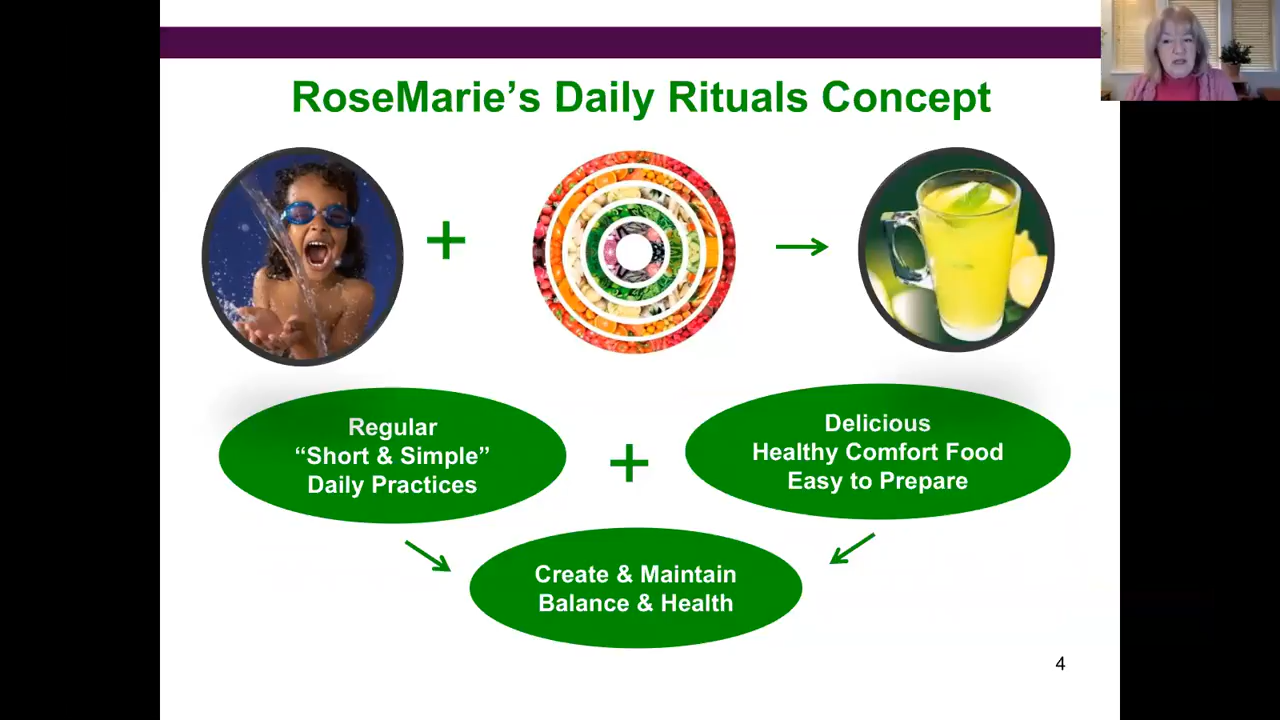 RoseMarie’s Daily Rituals Concept
+
Regular
“Short & Simple”
Daily Practices
+
Delicious
Healthy Comfort Food
Easy to Prepare
Create & Maintain
Balance & Health
4